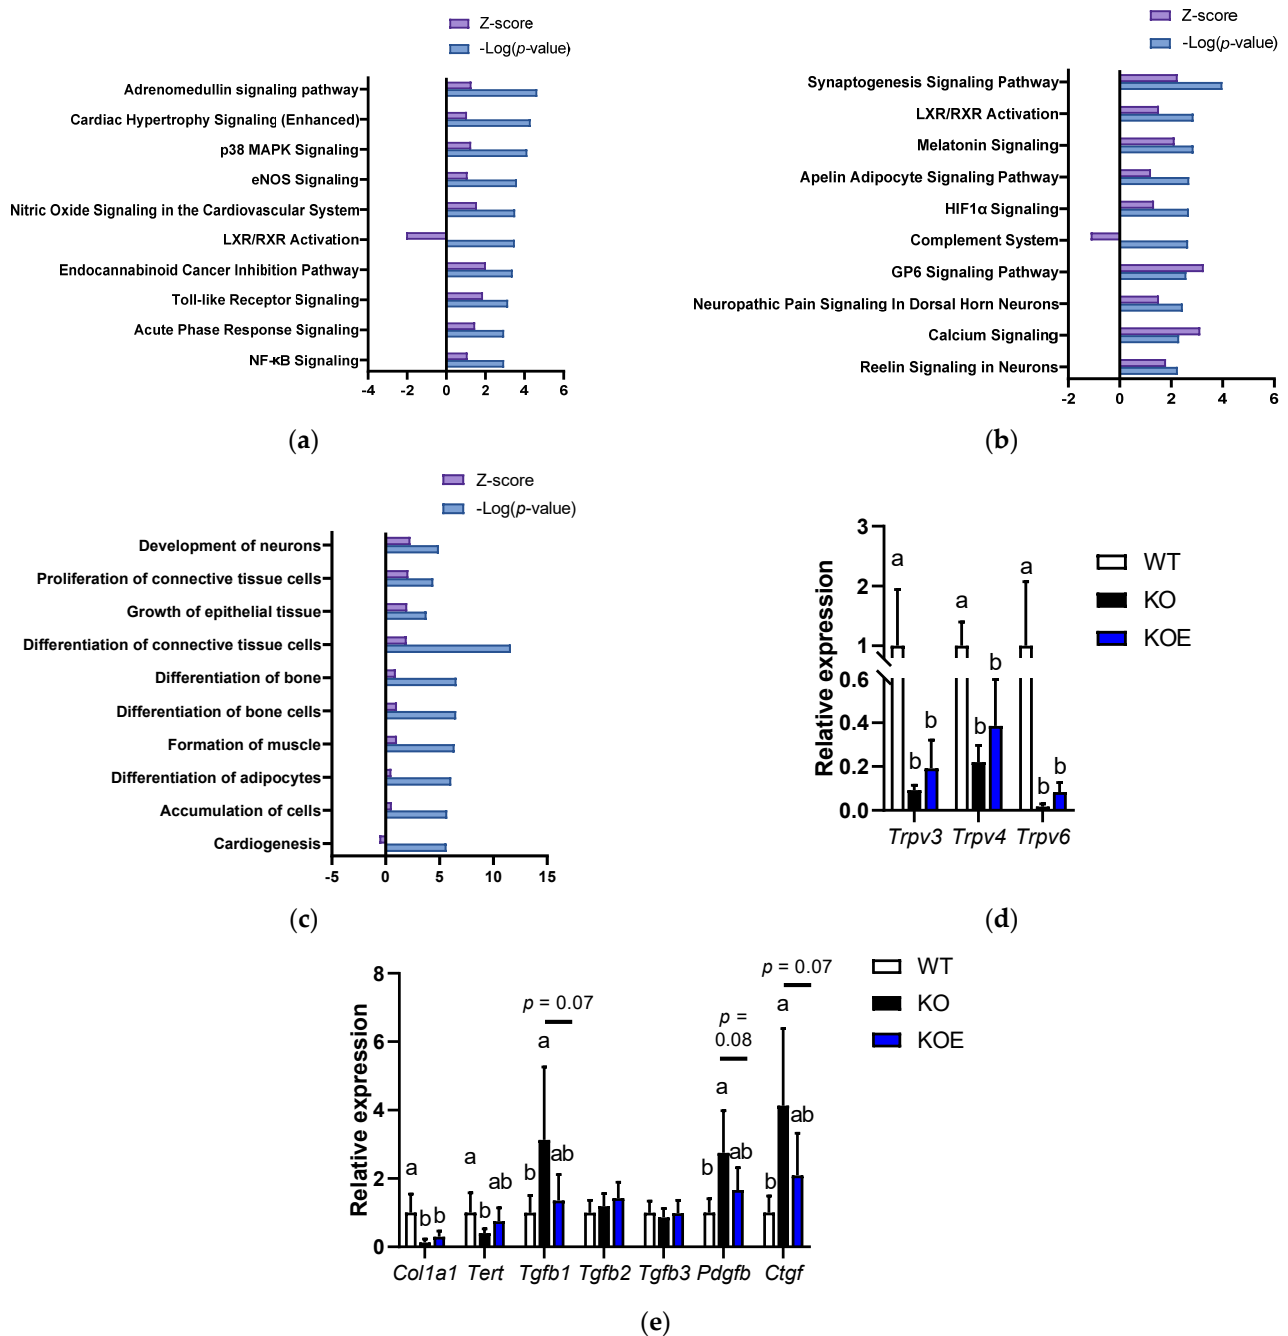 Z-score
-Log(p-value)
Adrenomedullin signaling pathway
Cardiac Hypertrophy Signaling (Enhanced)
p38 MAPK Signaling
eNOS Signaling
Nitric Oxide Signaling in the Cardiovascular System
LXR/RXR Activation
Endocannabinoid Cancer Inhibition Pathway
Toll-like Receptor Signaling
Acute Phase Response Signaling
NF-κB Signaling
-4 -2 0 2 4 6
(a)
Z-score
-Log(p-value)
Synaptogenesis Signaling Pathway
LXR/RXR Activation
Melatonin Signaling
Apelin Adipocyte Signaling Pathway
HIF1α Signaling
Complement System
GP6 Signaling Pathway
Neuropathic Pain Signaling In Dorsal Horn Neurons
Calcium Signaling
Reelin Signaling in Neurons
-2 0 2 4 6
(b)
Z-score
-Log(p-value)
Development of neurons
Proliferation of connective tissue cells
Growth of epithelial tissue
Differentiation of connective tissue cells
Differentiation of bone
Differentiation of bone cells
Formation of muscle
Differentiation of adipocytes
Accumulation of cells
Cardiogenesis
-5 0 5 10 15
(c)
Relative expression
3
2
1
0.6
0.4
0.2
0.0
a b b
a b b
a b b
Trpv3 Trpv4 Trpv6
WT
KO
KOE
(d)
Relative expression
8
6
4
2
0
a b b
a b ab
b a ab
p = 0.07
b a ab
p =
0.08
b a ab
p = 0.07
Col1a1 Tert Tgfb1 Tgfb2 Tgfb3 Pdgfb Ctgf
WT
KO
KOE
(e)